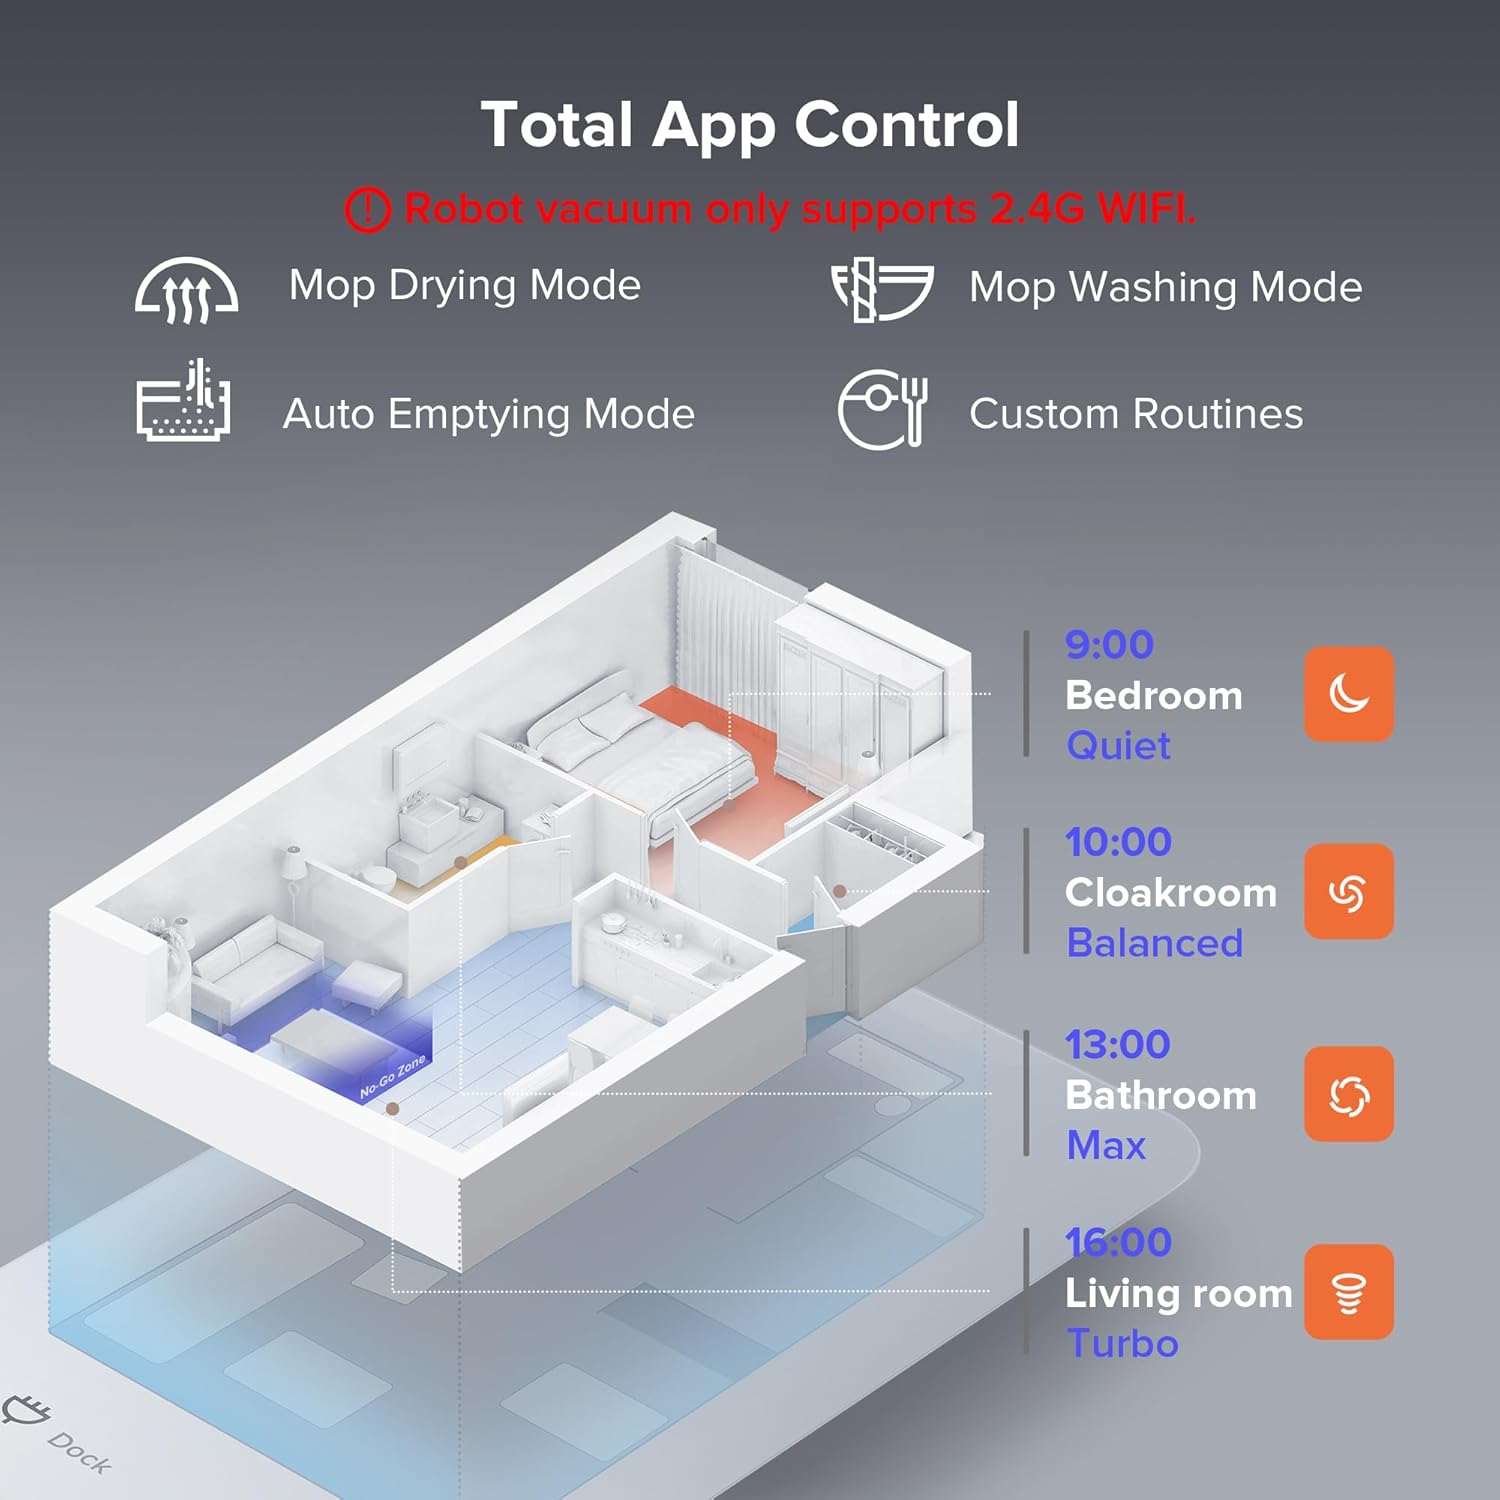 Total App Control
Robot vacuum only supports 2.4G WIFI.
Mop Drying Mode
Mop Washing Mode
Auto Emptying Mode
Custom Routines
9:00
Bedroom
Quiet
10:00
Cloakroom
Balanced
13:00
Bathroom
Max
No-Go Zone
16:00
Living room
Turbo
Dock